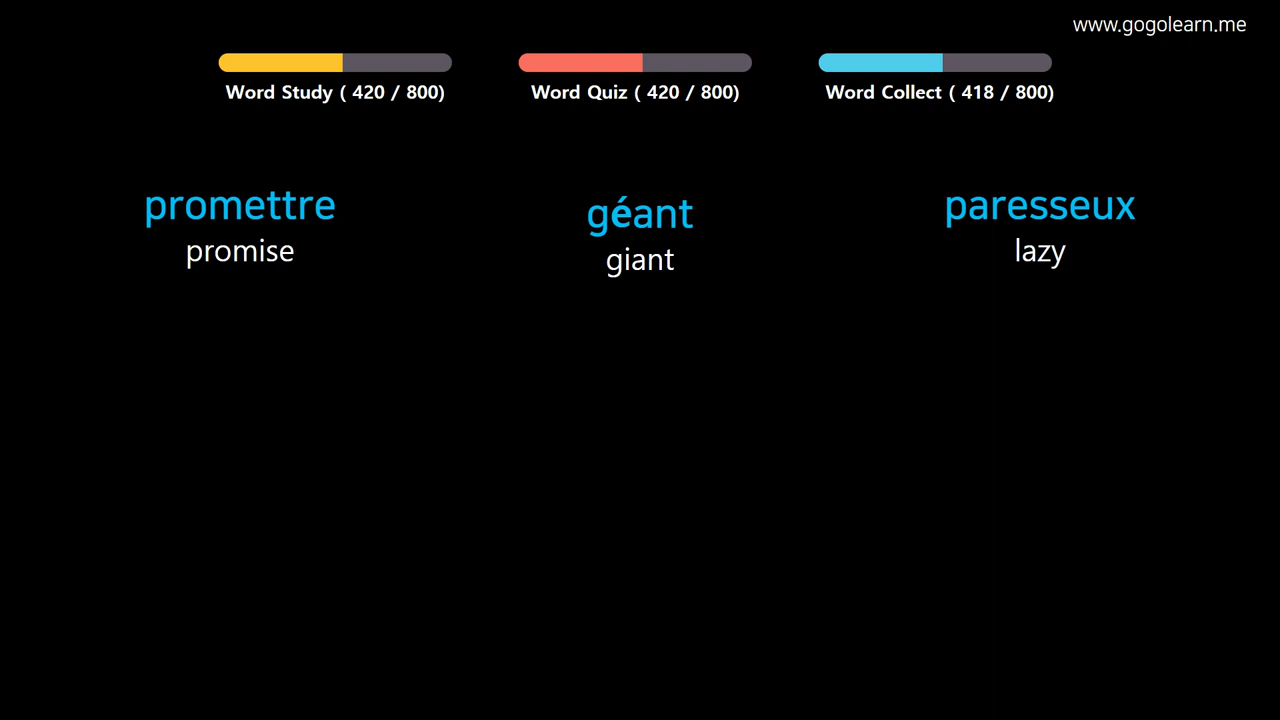 www.gogolearn.me
Word Study ( 420 / 800)
Word Quiz ( 420 / 800)
Word Collect ( 418 / 800)
promettre
promise
géant
giant
paresseux
lazy